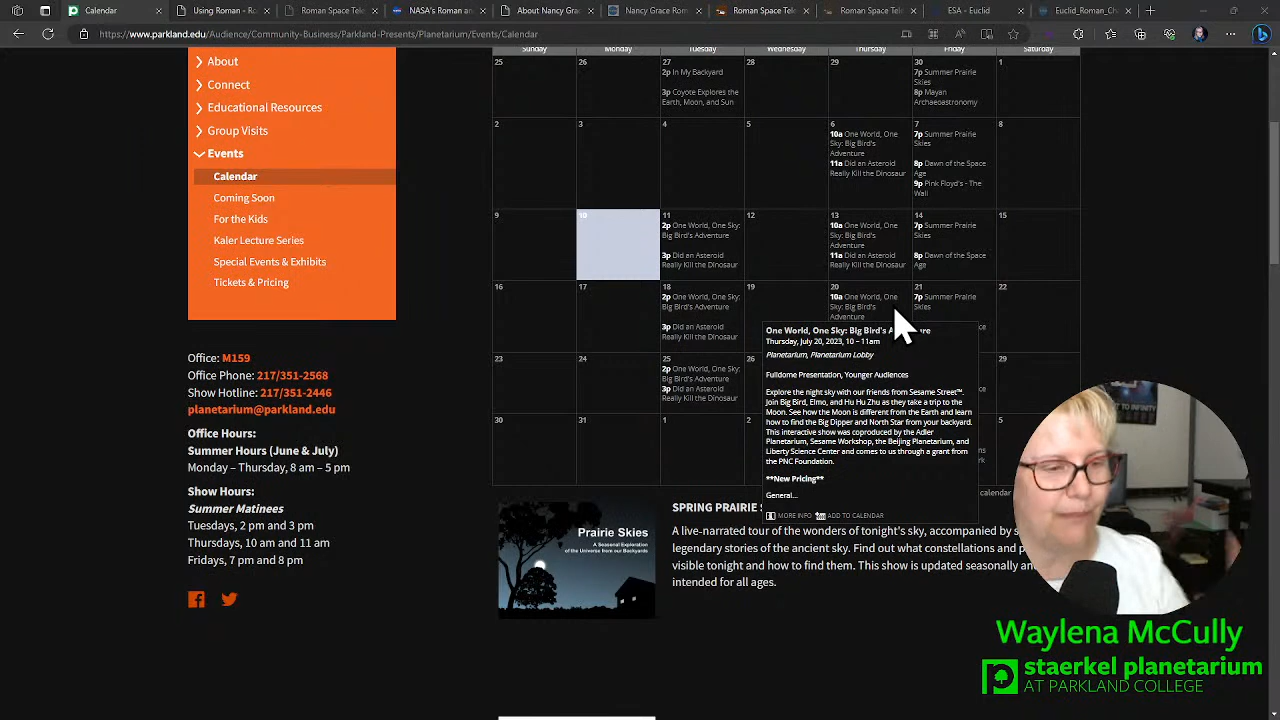 Calendar
Using Roman - Ro
Roman Space Tele
NASA's Roman an
About Nancy Grac
Nancy Grace Rom
Roman Space Tel
Roman Space Tele
ESA - Euclid
Euclid_Roman_Cha
https://www.parkland.edu/Audience/Community-Business/Parkland-Presents/Planetarium/Events/Calendar
About
Connect
Educational Resources
Group Visits
Events
Calendar
Coming Soon
For the Kids
Kaler Lecture Series
Special Events & Exhibits
Tickets & Pricing
Office: M159
Office Phone: 217/351-2568
Show Hotline: 217/351-2446
planetarium@parkland.edu
Office Hours:
Summer Hours (June & July)
Monday – Thursday, 8 am – 5 pm
Show Hours:
Summer Matinees
Tuesdays, 2 pm and 3 pm
Thursdays, 10 am and 11 am
Fridays, 7 pm and 8 pm
Sunday Monday Tuesday Wednesday Thursday Friday Saturday
25 26 27 28 29 30 1
2p In My Backyard
3p Coyote Explores the
Earth, Moon, and Sun
7p Summer Prairie
Skies
8p Mayan
Archaeoastronomy
2 3 4 5 6 7 8
10a One World, One
Sky: Big Bird's
Adventure
11a Did an Asteroid
Really Kill the Dinosaur
7p Summer Prairie
Skies
8p Dawn of the Space
Age
9p Pink Floyd's - The
Wall
9 10 11 12 13 14 15
2p One World, One Sky:
Big Bird's Adventure
3p Did an Asteroid
Really Kill the Dinosaur
10a One World, One
Sky: Big Bird's
Adventure
11a Did an Asteroid
Really Kill the Dinosaur
7p Summer Prairie
Skies
8p Dawn of the Space
Age
16 17 18 19 20 21 22
2p One World, One Sky:
Big Bird's Adventure
3p Did an Asteroid
Really Kill the Dinosaur
10a One World, One
Sky: Big Bird's
Adventure
7p Summer Prairie
Skies
23 24 25 26 29
2p One World, One Sky:
Big Bird's Adventure
3p Did an Asteroid
Really Kill the Dinosaur
30 31 1 2 5
One World, One Sky: Big Bird's
Thursday, July 20, 2023, 10 – 11am
Planetarium, Planetarium Lobby
Fulldome Presentation, Younger Audiences
Explore the night sky with our friends from Sesame Street™.
Join Big Bird, Elmo, and Hu Hu Zhu as they take a trip to the
Moon. See how the Moon is different from the Earth and learn
how to find the Big Dipper and North Star from your backyard.
This interactive show was coproduced by the Adler
Planetarium, Sesame Workshop, the Beijing Planetarium, and
Liberty Science Center and comes to us through a grant from
the PNC Foundation.
**New Pricing**
General...
MORE INFO ADD TO CALENDAR
calendar
Prairie Skies
A Seasonal Exploration
of the Universe from our Backyards
SPRING PRAIRIE
A live-narrated tour of the wonders of tonight's sky, accompanied by
legendary stories of the ancient sky. Find out what constellations and
visible tonight and how to find them. This show is updated seasonally
intended for all ages.
Waylena McCully
staerkel planetarium
AT PARKLAND COLLEGE